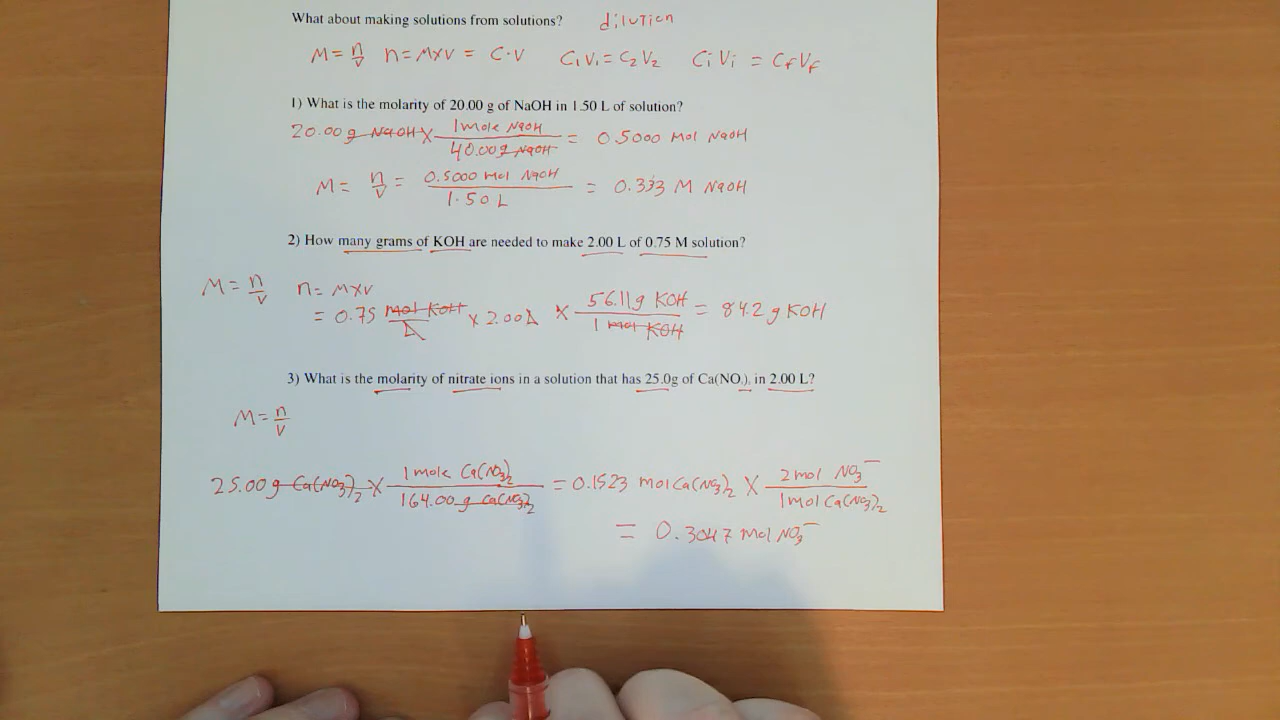 What about making solutions from solutions? dilution
M = n/V n = M×V = C·V C₁V₁ = C₂V₂ CᵢVᵢ = CfVf
1) What is the molarity of 20.00 g of NaOH in 1.50 L of solution?
20.00 g NaOH × 1 mole NaOH / 40.00 g NaOH = 0.5000 mol NaOH
M = n/V = 0.5000 mol NaOH / 1.50 L = 0.333 M NaOH
2) How many grams of KOH are needed to make 2.00 L of 0.75 M solution?
M = n/V n = M×V
= 0.75 mol KOH / L × 2.00 L × 56.11 g KOH / 1 mol KOH = 84.2 g KOH
3) What is the molarity of nitrate ions in a solution that has 25.0g of Ca(NO₃)₂ in 2.00 L?
M = n/V
25.00 g Ca(NO₃)₂ × 1 mole Ca(NO₃)₂ / 164.00 g Ca(NO₃)₂ = 0.1523 mol Ca(NO₃)₂ × 2 mol NO₃⁻ / 1 mol Ca(NO₃)₂
= 0.3047 mol NO₃⁻